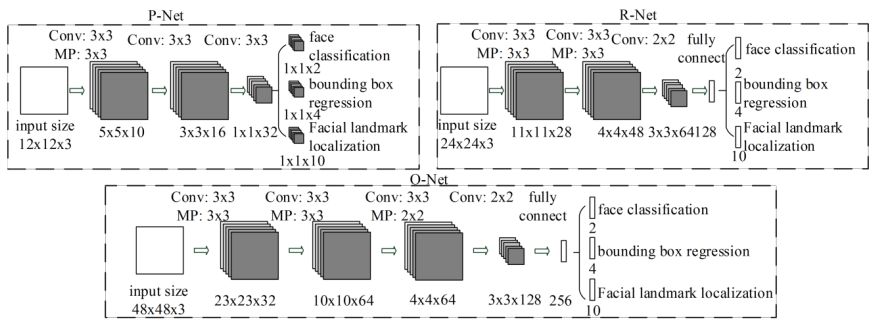 P-Net
Conv: 3x3
MP: 3x3
Conv: 3x3
Conv: 3x3
face
classification
1x1x2
bounding box
regression
1x1x4
Facial landmark
localization
1x1x10
input size
12x12x3
5x5x10
3x3x16
1x1x32
R-Net
Conv: 3x3
MP: 3x3
Conv: 3x3
MP: 3x3
Conv: 2x2
fully
connect
face classification
2
bounding box
regression
4
Facial landmark
localization
10
input size
24x24x3
11x11x28
4x4x48
3x3x64
128
O-Net
Conv: 3x3
MP: 3x3
Conv: 3x3
MP: 3x3
Conv: 3x3
MP: 2x2
Conv: 2x2
fully
connect
face classification
2
bounding box regression
4
Facial landmark localization
10
input size
48x48x3
23x23x32
10x10x64
4x4x64
3x3x128
256